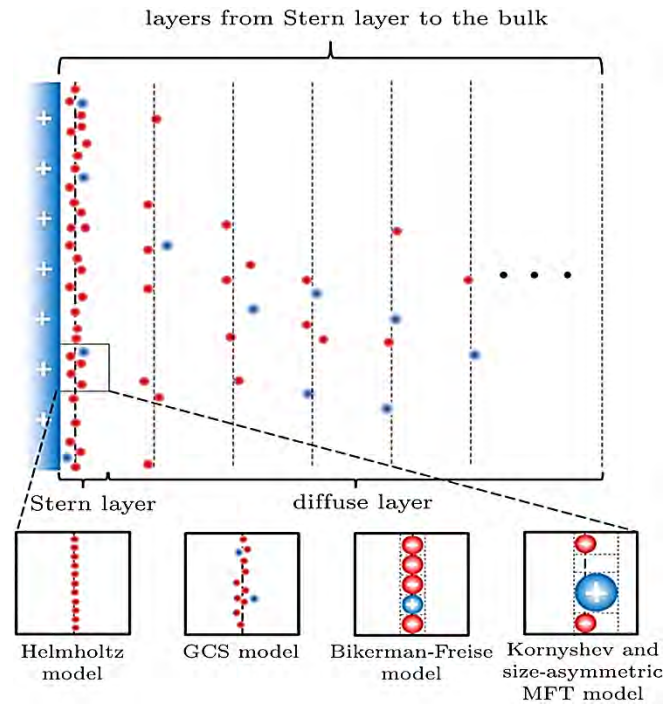 layers from Stern layer to the bulk
+
+
+
+
+
+
+
Stern layer
diffuse layer
Helmholtz
model
GCS model
Bikerman-Freise
model
Kornyshev and
size-asymmetric
MFT model